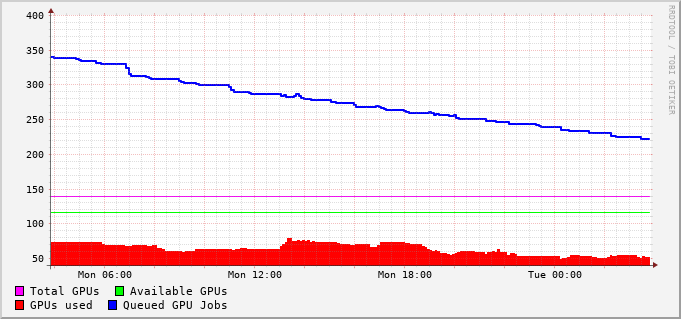 400
350
300
250
200
150
100
50
Mon 06:00 Mon 12:00 Mon 18:00 Tue 00:00
Total GPUs Available GPUs
GPUs used Queued GPU Jobs
RRDTOOL / TOBI OETIKER